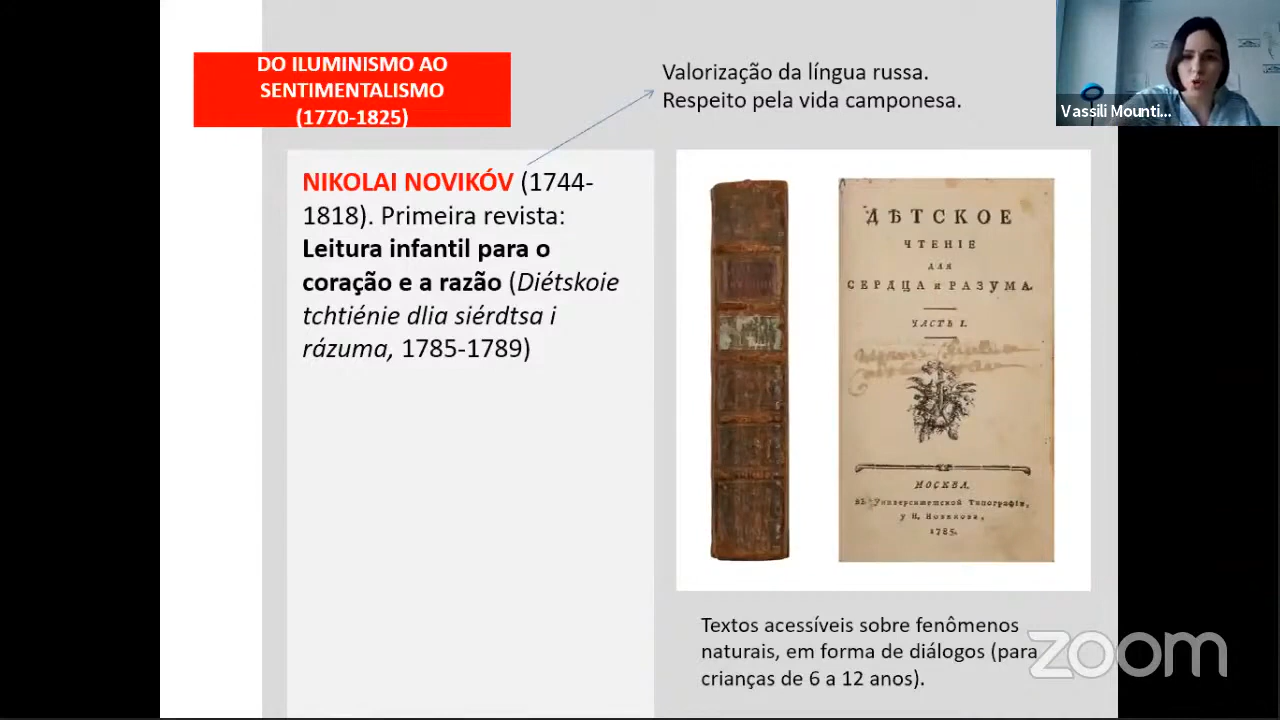 DO ILUMINISMO AO
SENTIMENTALISMO
(1770-1825)
Valorização da língua russa.
Respeito pela vida camponesa.
Vassili Mounti...
NIKOLAI NOVIKÓV (1744-
1818). Primeira revista:
Leitura infantil para o
coração e a razão (Diétskoie
tchtiénie dlia siérdtsa i
rázuma, 1785-1789)
ДѢТСКОЕ
ЧТЕНІЕ
ДЛЯ
СЕРДЦА и РАЗУМА.
ЧАСТЬ I.
МОСКВА.
Въ Университетской Типографіи,
у Н. Новикова,
1785.
Textos acessíveis sobre fenômenos
naturais, em forma de diálogos (para
crianças de 6 a 12 anos).
zoom